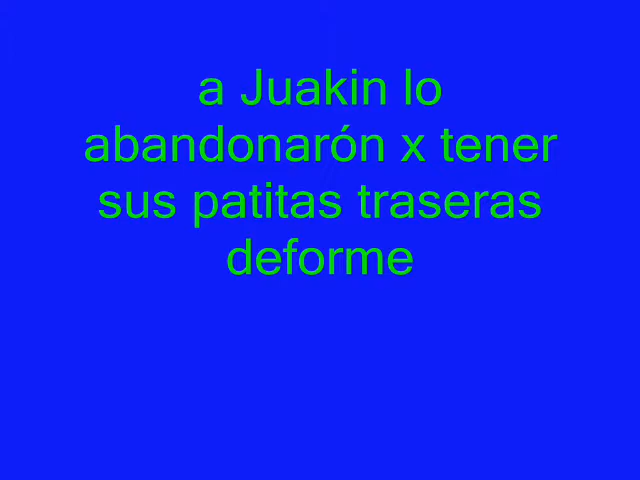 a Juakin lo
abandonarón x tener
sus patitas traseras
deforme